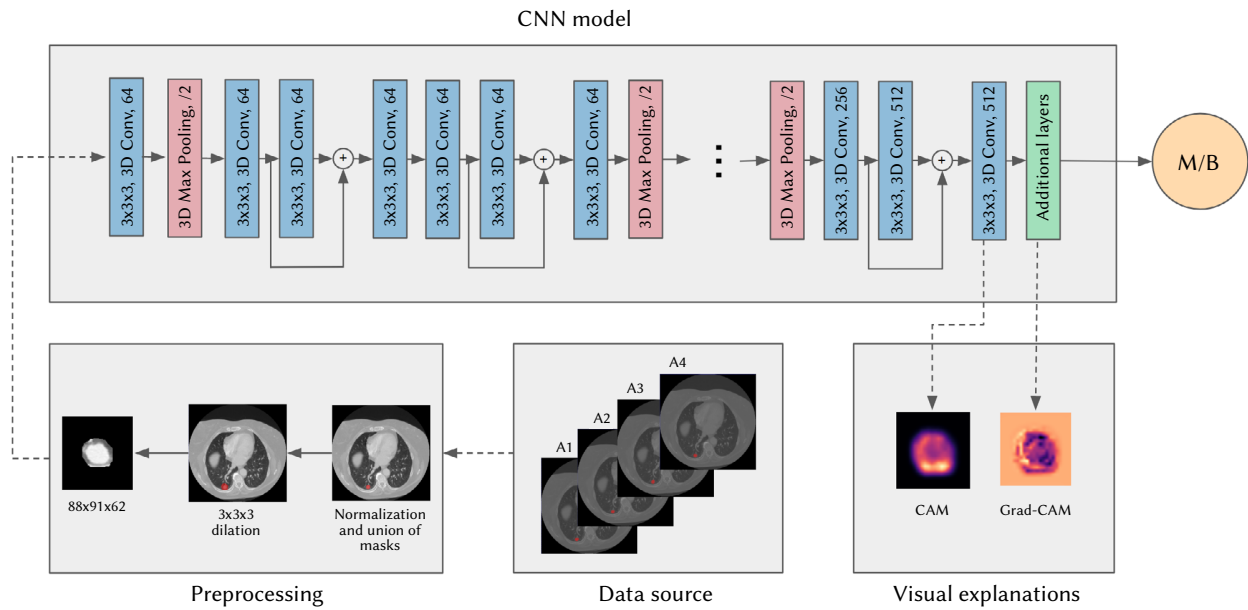 CNN model
3x3x3, 3D Conv, 64
3D Max Pooling, /2
3x3x3, 3D Conv, 64
3x3x3, 3D Conv, 64
+
3x3x3, 3D Conv, 64
3x3x3, 3D Conv, 64
3x3x3, 3D Conv, 64
+
3x3x3, 3D Conv, 64
3D Max Pooling, /2
...
3D Max Pooling, /2
3x3x3, 3D Conv, 256
3x3x3, 3D Conv, 512
+
3x3x3, 3D Conv, 512
Additional layers
M/B
88x91x62
3x3x3
dilation
Normalization
and union of
masks
Preprocessing
A1
A2
A3
A4
Data source
CAM
Grad-CAM
Visual explanations